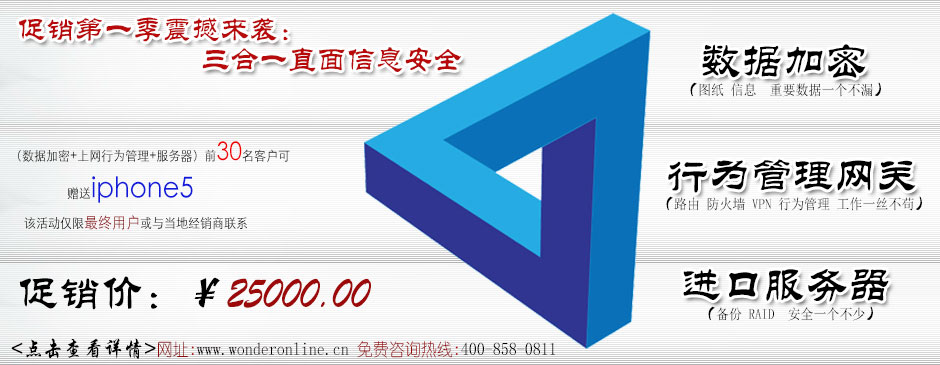 促销第一季震撼来袭：
三合一直面信息安全
（数据加密+上网行为管理+服务器）前30名客户可
赠送iphone5
该活动仅限最终用户或与当地经销商联系
促销价：￥25000.00
<点击查看详情>网址:www.wonderonline.cn 免费咨询热线:400-858-0811
数据加密
（图纸 信息 重要数据一个不漏）
行为管理网关
（路由 防火墙 VPN 行为管理 工作一丝不苟）
进口服务器
（备份 RAID 安全一个不少）